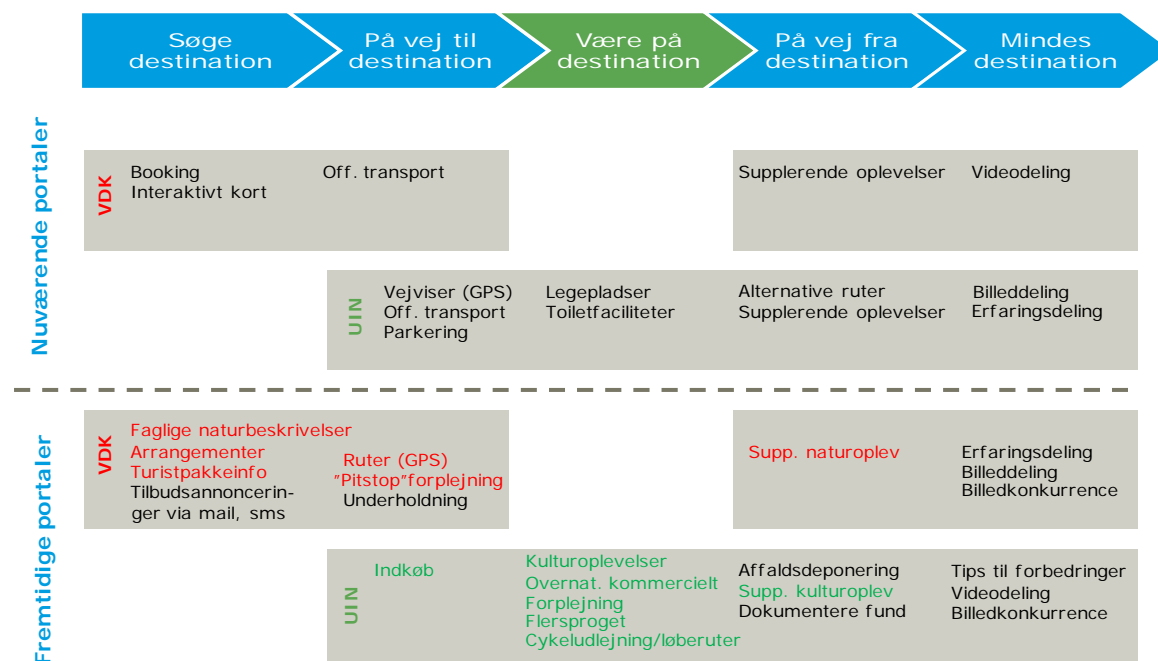 Søge
destination
På vej til
destination
Være på
destination
På vej fra
destination
Mindes
destination
Nuværende portaler
VDK
Booking
Interaktivt kort
Off. transport
Supplerende oplevelser
Videodeling
UIN
Vejviser (GPS)
Off. transport
Parkering
Legepladser
Toiletfaciliteter
Alternative ruter
Supplerende oplevelser
Billeddeling
Erfaringsdeling
Fremtidige portaler
VDK
Faglige naturbeskrivelser
Arrangementer
Turistpakkeinfo
Tilbudsannoncerin-
ger via mail, sms
Ruter (GPS)
"Pitstop"forplejning
Underholdning
Supp. naturoplev
Erfaringsdeling
Billeddeling
Billedkonkurrence
UIN
Indkøb
Kulturoplevelser
Overnat. kommercielt
Forplejning
Flersproget
Cykeludlejning/løberuter
Affaldsdeponering
Supp. kulturoplev
Dokumentere fund
Tips til forbedringer
Videodeling
Billedkonkurrence